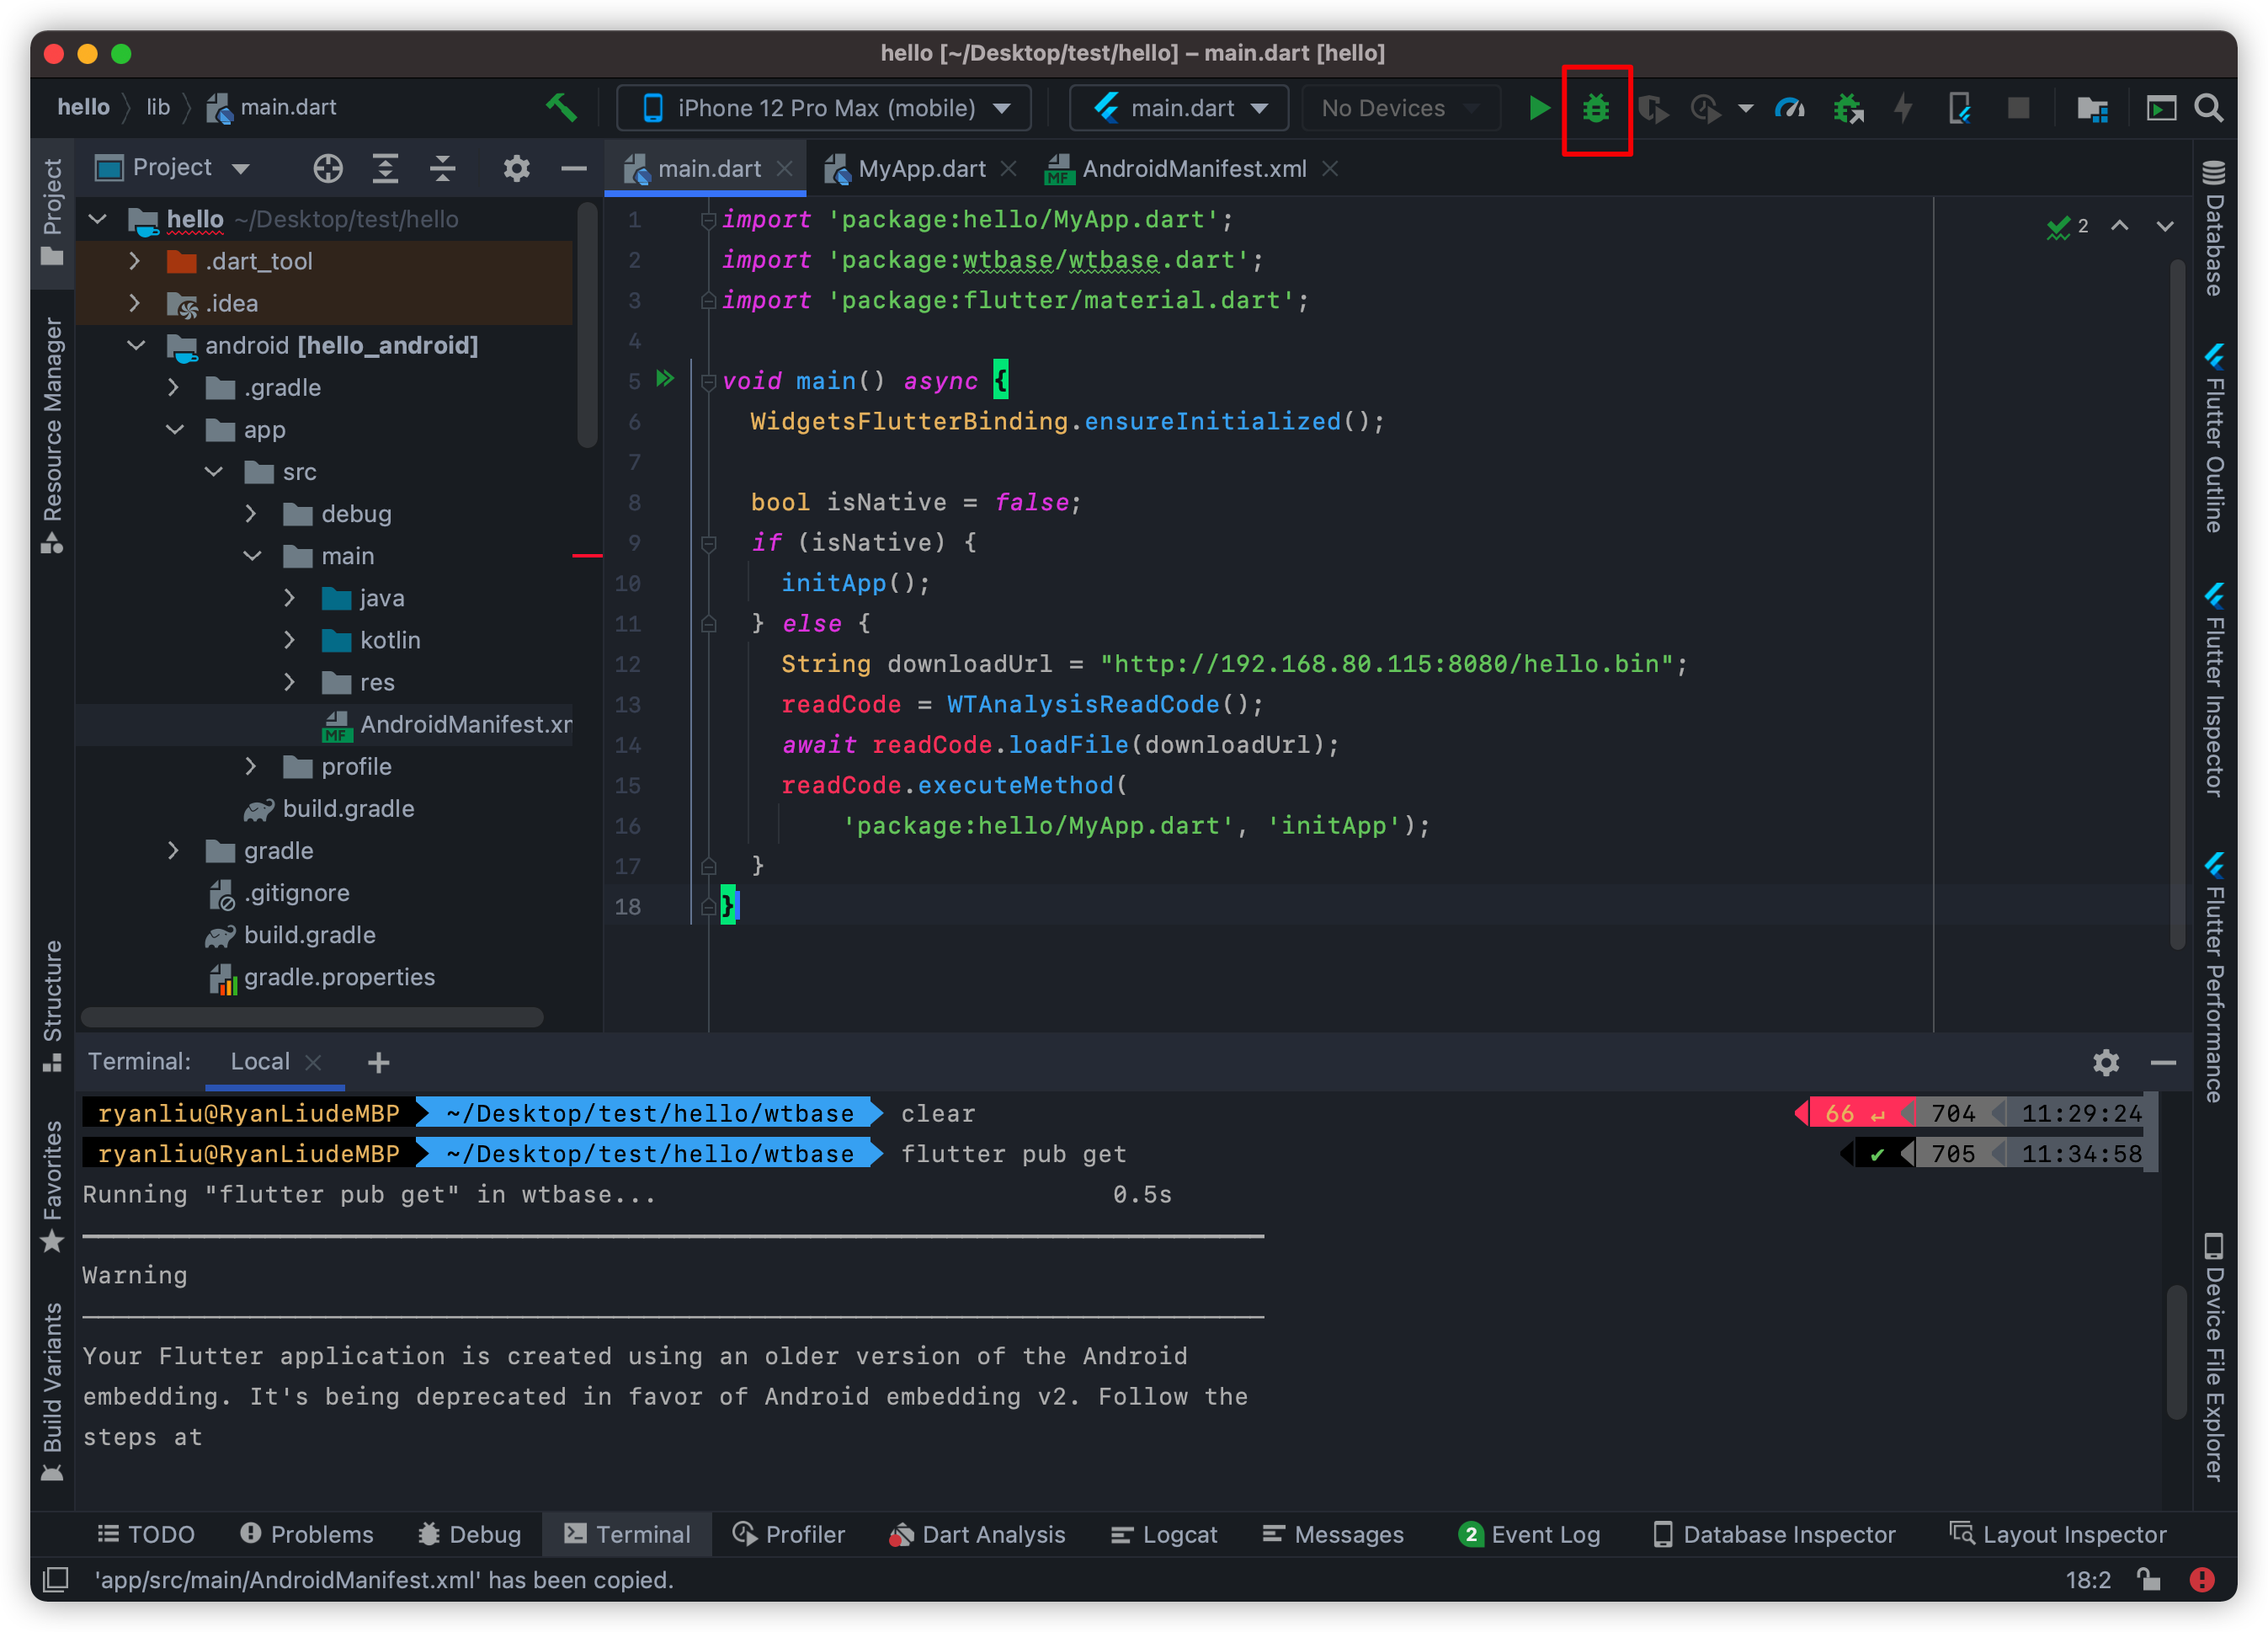 hello [~/Desktop/test/hello] – main.dart [hello]
hello lib main.dart
iPhone 12 Pro Max (mobile)
main.dart
No Devices
Project
main.dart
MyApp.dart
AndroidManifest.xml
hello ~/Desktop/test/hello
.dart_tool
.idea
android [hello_android]
.gradle
app
src
debug
main
java
kotlin
res
MF AndroidManifest.xm
profile
build.gradle
gradle
.gitignore
build.gradle
gradle.properties
1 import 'package:hello/MyApp.dart';
2 import 'package:wtbase/wtbase.dart';
3 import 'package:flutter/material.dart';
4
5 void main() async {
6 WidgetsFlutterBinding.ensureInitialized();
7
8 bool isNative = false;
9 if (isNative) {
10 initApp();
11 } else {
12 String downloadUrl = "http://192.168.80.115:8080/hello.bin";
13 readCode = WTAnalysisReadCode();
14 await readCode.loadFile(downloadUrl);
15 readCode.executeMethod(
16 'package:hello/MyApp.dart', 'initApp');
17 }
18 }
2
Project
Resource Manager
Structure
Favorites
Build Variants
Database
Flutter Outline
Flutter Inspector
Flutter Performance
Device File Explorer
Terminal: Local
ryanliu@RyanLiudeMBP ~/Desktop/test/hello/wtbase clear 66 ↵ 704 11:29:24
ryanliu@RyanLiudeMBP ~/Desktop/test/hello/wtbase flutter pub get ✔ 705 11:34:58
Running "flutter pub get" in wtbase... 0.5s
Warning
Your Flutter application is created using an older version of the Android
embedding. It's being deprecated in favor of Android embedding v2. Follow the
steps at
TODO Problems Debug Terminal Profiler Dart Analysis Logcat Messages 2 Event Log Database Inspector Layout Inspector
'app/src/main/AndroidManifest.xml' has been copied. 18:2